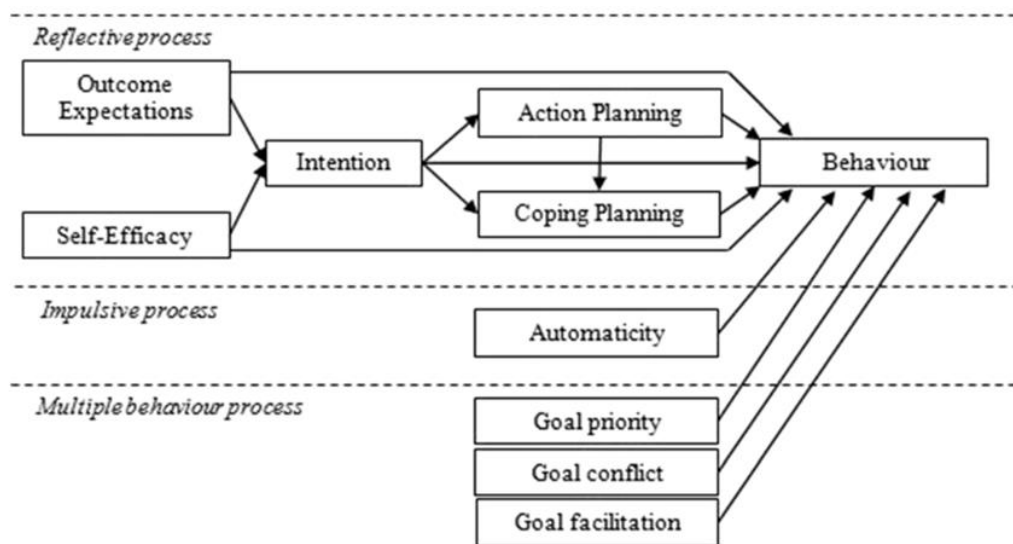 Reflective process
Outcome
Expectations
Action Planning
Intention
Behaviour
Coping Planning
Self-Efficacy
Impulsive process
Automaticity
Multiple behaviour process
Goal priority
Goal conflict
Goal facilitation